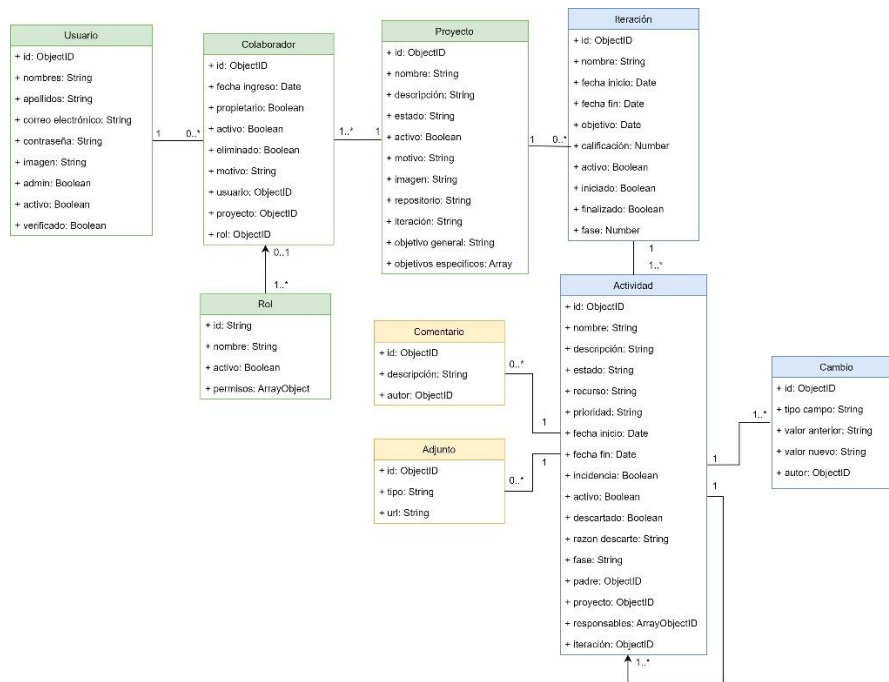 Usuario
+ id: ObjectID
+ nombres: String
+ apellidos: String
+ correo electrónico: String
+ contraseña: String
+ imagen: String
+ admin: Boolean
+ activo: Boolean
+ verificado: Boolean
1
0..*
Colaborador
+ id: ObjectID
+ fecha ingreso: Date
+ propietario: Boolean
+ activo: Boolean
+ eliminado: Boolean
+ motivo: String
+ usuario: ObjectID
+ proyecto: ObjectID
+ rol: ObjectID
1..*
1
0..1
1..*
Rol
+ id: String
+ nombre: String
+ activo: Boolean
+ permisos: ArrayObject
Proyecto
+ id: ObjectID
+ nombre: String
+ descripción: String
+ estado: String
+ activo: Boolean
+ motivo: String
+ imagen: String
+ repositorio: String
+ iteración: String
+ objetivo general: String
+ objetivos especificos: Array
1
0..*
Iteración
+ id: ObjectID
+ nombre: String
+ fecha inicio: Date
+ fecha fin: Date
+ objetivo: Date
+ calificación: Number
+ activo: Boolean
+ iniciado: Boolean
+ finalizado: Boolean
+ fase: Number
1
1..*
Actividad
+ id: ObjectID
+ nombre: String
+ descripción: String
+ estado: String
+ recurso: String
+ prioridad: String
+ fecha inicio: Date
+ fecha fin: Date
+ incidencia: Boolean
+ activo: Boolean
+ descartado: Boolean
+ razon descarte: String
+ fase: String
+ padre: ObjectID
+ proyecto: ObjectID
+ responsables: ArrayObjectID
+ iteración: ObjectID
1..*
1
Comentario
+ id: ObjectID
+ descripción: String
+ autor: ObjectID
0..*
1
Adjunto
+ id: ObjectID
+ tipo: String
+ url: String
0..*
1
Cambio
+ id: ObjectID
+ tipo campo: String
+ valor anterior: String
+ valor nuevo: String
+ autor: ObjectID
1..*
1